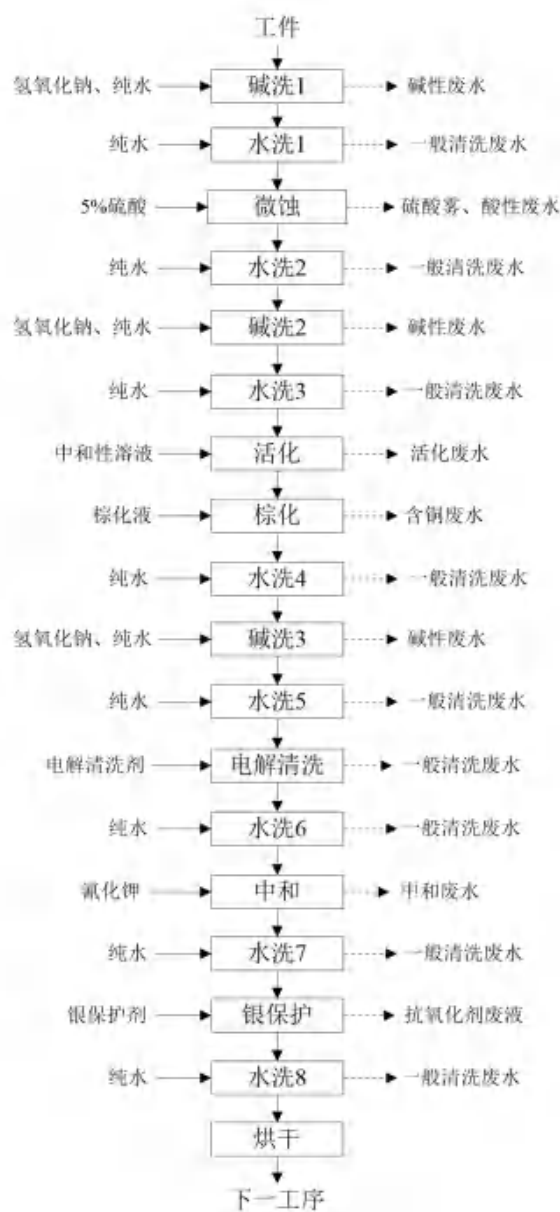 工件
氢氧化钠、纯水 碱洗1 碱性废水
纯水 水洗1 一般清洗废水
5%硫酸 微蚀 硫酸雾、酸性废水
纯水 水洗2 一般清洗废水
氢氧化钠、纯水 碱洗2 碱性废水
纯水 水洗3 一般清洗废水
中和性溶液 活化 活化废水
棕化液 棕化 含铜废水
纯水 水洗4 一般清洗废水
氢氧化钠、纯水 碱洗3 碱性废水
纯水 水洗5 一般清洗废水
电解清洗剂 电解清洗 一般清洗废水
纯水 水洗6 一般清洗废水
氰化钾 中和 中和废水
纯水 水洗7 一般清洗废水
银保护剂 银保护 抗氧化剂废液
纯水 水洗8 一般清洗废水
烘干
下一工序